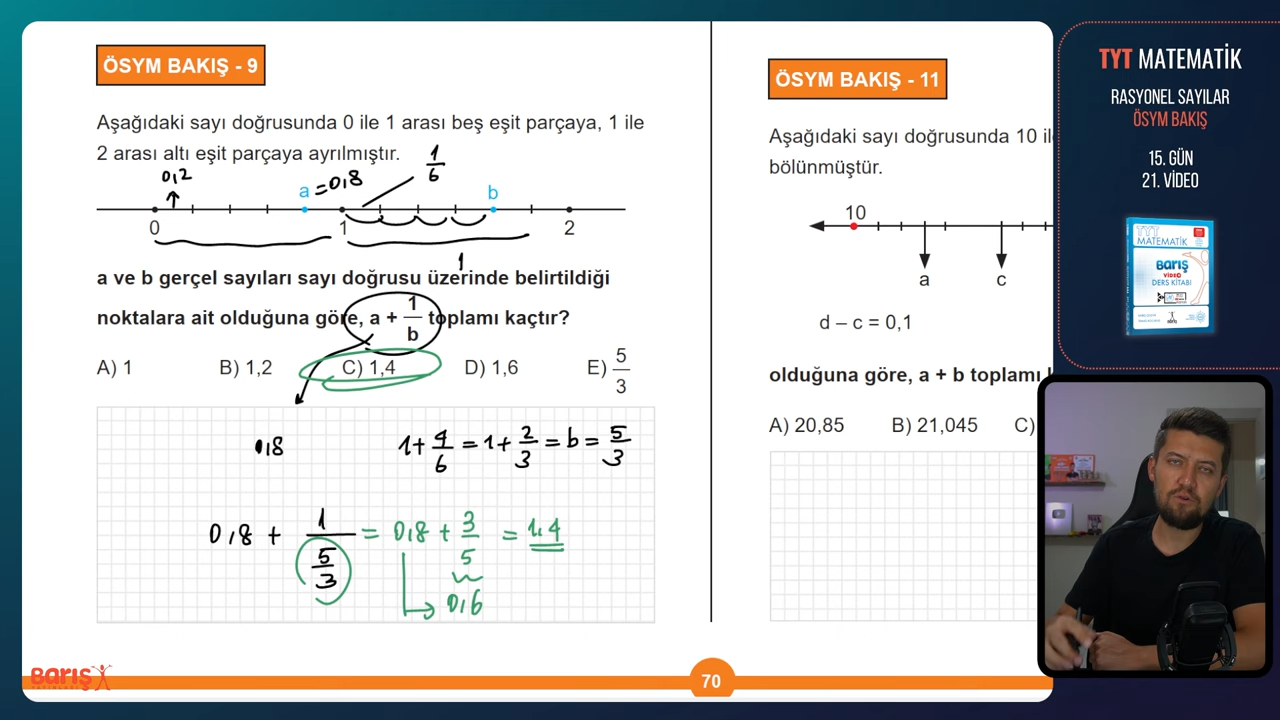 ÖSYM BAKIŞ - 9
Aşağıdaki sayı doğrusunda 0 ile 1 arası beş eşit parçaya, 1 ile
2 arası altı eşit parçaya ayrılmıştır.
0,2
a = 0,8
1/6
b
0 1 2
1
a ve b gerçel sayıları sayı doğrusu üzerinde belirtildiği
noktalara ait olduğuna göre, a + 1/b toplamı kaçtır?
A) 1 B) 1,2 C) 1,4 D) 1,6 E) 5/3
0,8
1 + 4/6 = 1 + 2/3 = b = 5/3
0,8 + 1/(5/3) = 0,8 + 3/5 = 1,4
0,6
70
ÖSYM BAKIŞ - 11
Aşağıdaki sayı doğrusunda 10 il
bölünmüştür.
10
a c
d – c = 0,1
olduğuna göre, a + b toplamı
A) 20,85 B) 21,045 C)
TYT MATEMATİK
RASYONEL SAYILAR
ÖSYM BAKIŞ
15. GÜN
21. VİDEO
TYT
MATEMATİK
BARIŞ
VİDEO
DERS KİTABI
BARIŞ
YAYINLARI